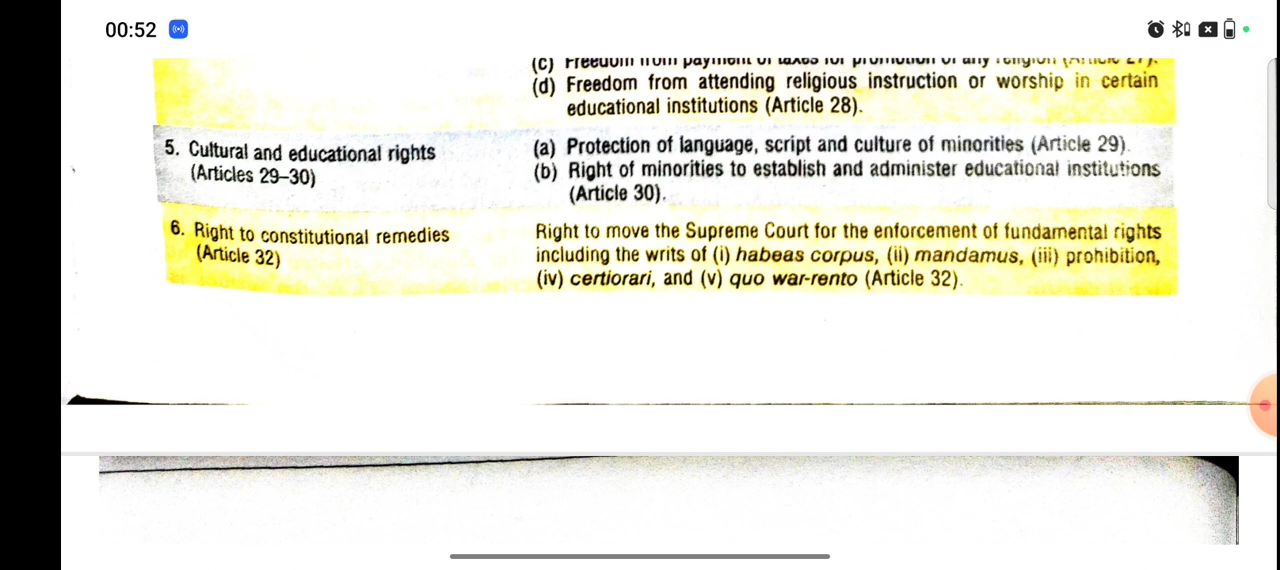 00:52
(d) Freedom from attending religious instruction or worship in certain
educational institutions (Article 28).
5. Cultural and educational rights
(Articles 29–30)
(a) Protection of language, script and culture of minorities (Article 29).
(b) Right of minorities to establish and administer educational institutions
(Article 30).
6. Right to constitutional remedies
(Article 32)
Right to move the Supreme Court for the enforcement of fundamental rights
including the writs of (i) habeas corpus, (ii) mandamus, (iii) prohibition,
(iv) certiorari, and (v) quo war-rento (Article 32).